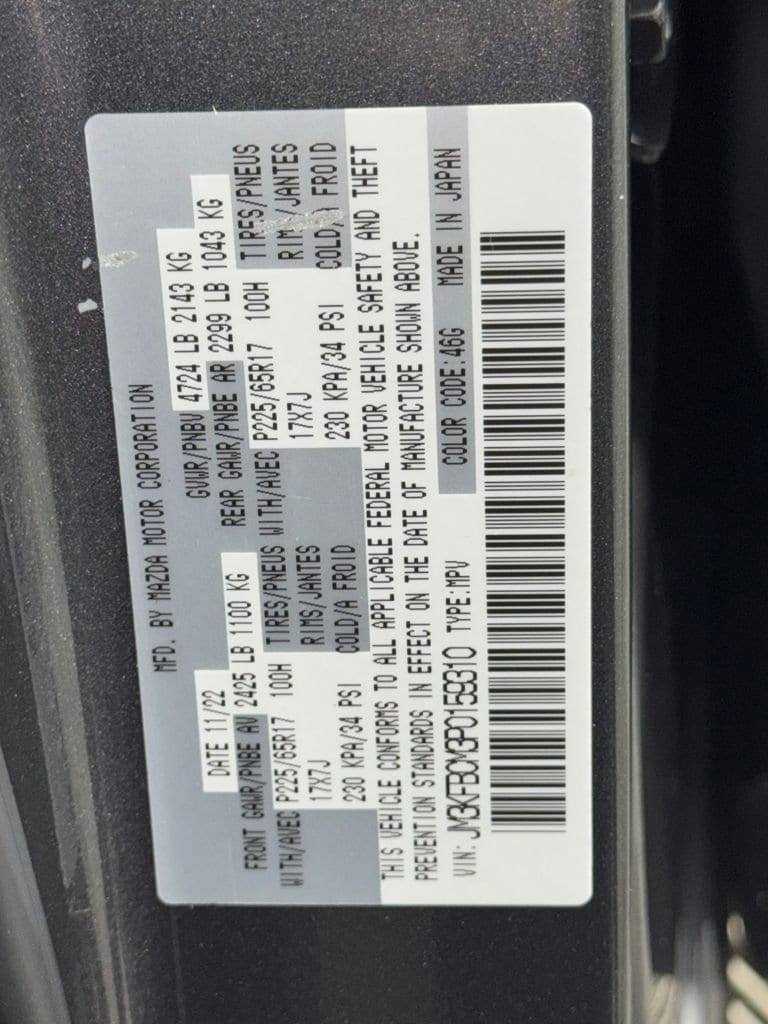 MFD. BY MAZDA MOTOR CORPORATION
DATE 11/22 GVWR/PNBV 4724 LB 2143 KG
FRONT GAWR/PNBE AV 2425 LB 1100 KG REAR GAWR/PNBE AR 2299 LB 1043 KG
WITH/AVEC P225/65R17 100H TIRES/PNEUS WITH/AVEC P225/65R17 100H TIRES/PNEUS
17X7J RIMS/JANTES 17X7J RIMS/JANTES
230 KPA/34 PSI COLD/A FROID 230 KPA/34 PSI COLD/A FROID
THIS VEHICLE CONFORMS TO ALL APPLICABLE FEDERAL MOTOR VEHICLE SAFETY AND THEFT
PREVENTION STANDARDS IN EFFECT ON THE DATE OF MANUFACTURE SHOWN ABOVE.
VIN: JM3KFBCM3P0159310 TYPE:MPV COLOR CODE:46G MADE IN JAPAN